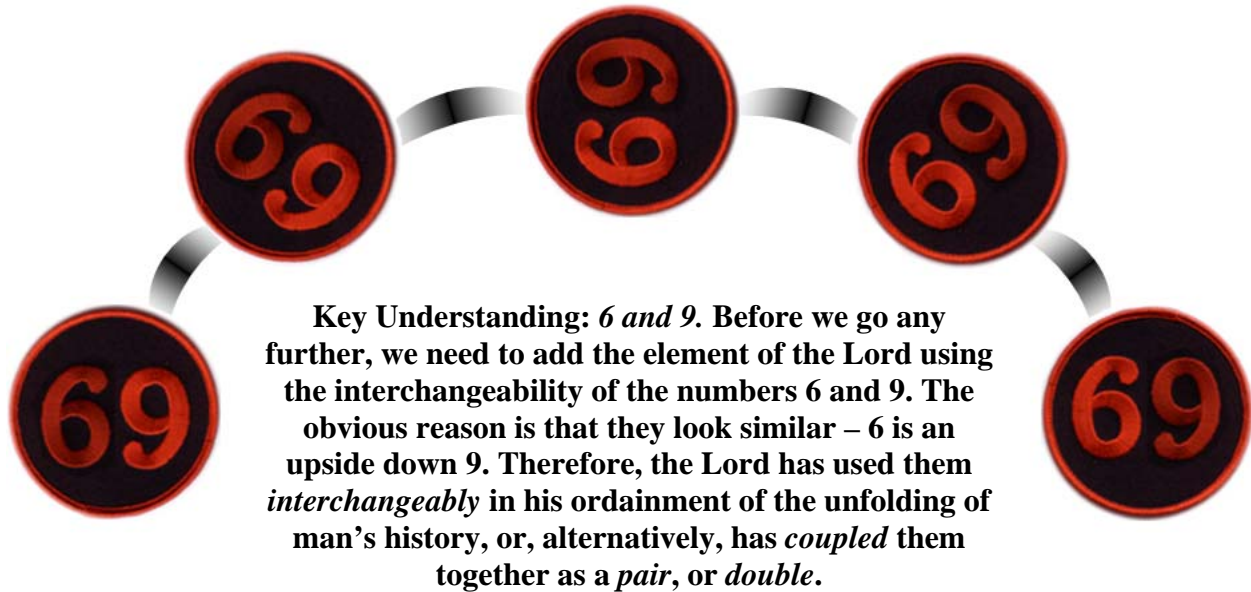 69
69
69
69
69
Key Understanding: 6 and 9. Before we go any
further, we need to add the element of the Lord using
the interchangeability of the numbers 6 and 9. The
obvious reason is that they look similar – 6 is an
upside down 9. Therefore, the Lord has used them
interchangeably in his ordainment of the unfolding of
man’s history, or, alternatively, has coupled them
together as a pair, or double.